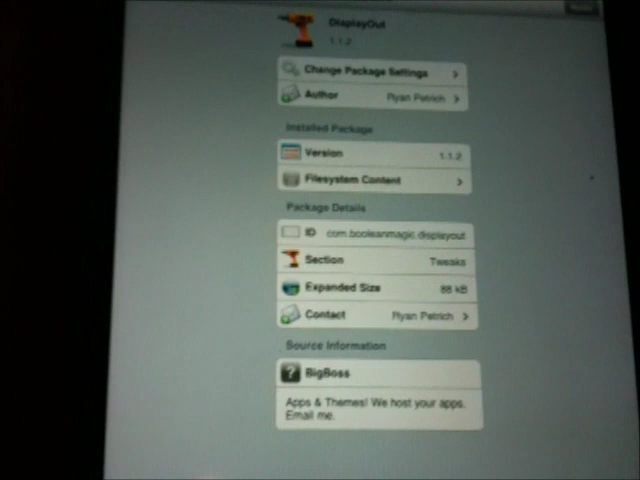 DisplayOut
1.1.2
Change Package Settings
Author Ryan Petrich
Installed Package
Version 1.1.2
Filesystem Content
Package Details
ID com.booleanmagic.displayout
Section Tweaks
Expanded Size 88 kB
Contact Ryan Petrich
Source Information
BigBoss
Apps & Themes! We host your apps.
Email me.